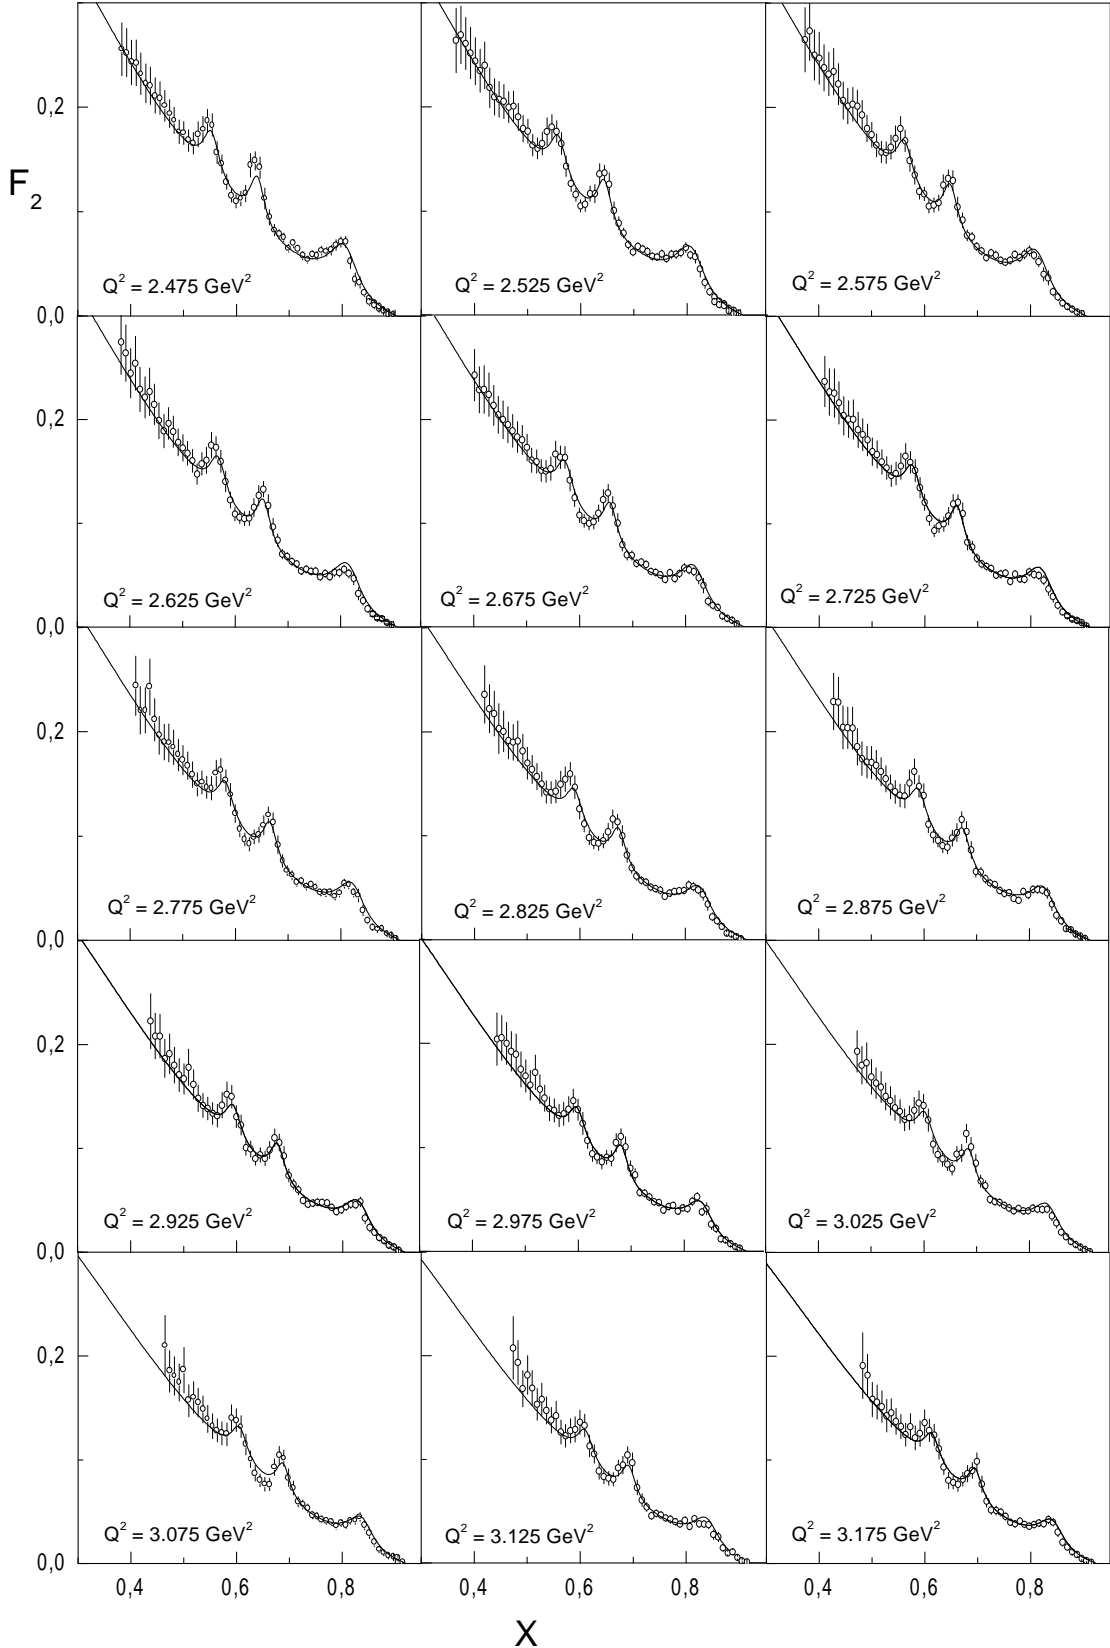 0,2
F₂
Q² = 2.475 GeV²
Q² = 2.525 GeV²
Q² = 2.575 GeV²
0,0
0,2
Q² = 2.625 GeV²
Q² = 2.675 GeV²
Q² = 2.725 GeV²
0,0
0,2
Q² = 2.775 GeV²
Q² = 2.825 GeV²
Q² = 2.875 GeV²
0,0
0,2
Q² = 2.925 GeV²
Q² = 2.975 GeV²
Q² = 3.025 GeV²
0,0
0,2
Q² = 3.075 GeV²
Q² = 3.125 GeV²
Q² = 3.175 GeV²
0,0
0,4 0,6 0,8 0,4 0,6 0,8 0,4 0,6 0,8
X